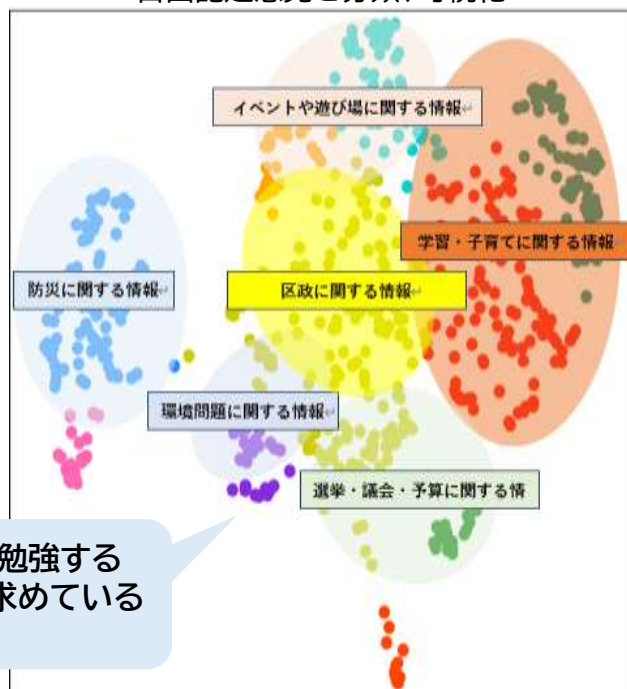 イベントや遊び場に関する情報
学習・子育てに関する情報
防災に関する情報
区政に関する情報
環境問題に関する情報
選挙・議会・予算に関する情
勉強する
求めている